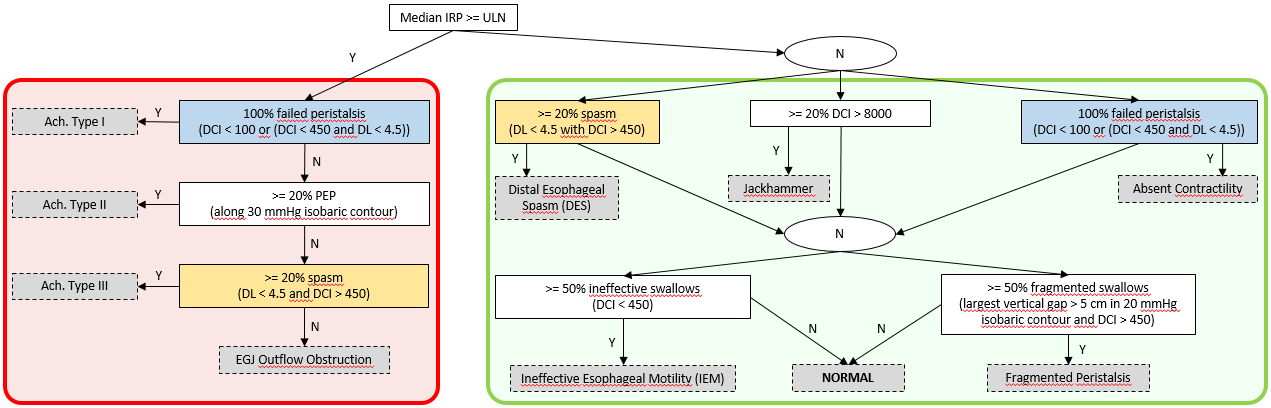 Median IRP >= ULN
Y
N
Ach. Type I
Y
100% failed peristalsis
(DCI < 100 or (DCI < 450 and DL < 4.5))
N
Ach. Type II
Y
>= 20% PEP
(along 30 mmHg isobaric contour)
N
Ach. Type III
Y
>= 20% spasm
(DL < 4.5 and DCI > 450)
N
EGJ Outflow Obstruction
>= 20% spasm
(DL < 4.5 with DCI > 450)
>= 20% DCI > 8000
100% failed peristalsis
(DCI < 100 or (DCI < 450 and DL < 4.5))
Y
Y
Y
Distal Esophageal
Spasm (DES)
Jackhammer
Absent Contractility
N
>= 50% ineffective swallows
(DCI < 450)
>= 50% fragmented swallows
(largest vertical gap > 5 cm in 20 mmHg
isobaric contour and DCI > 450)
N
N
Y
Y
Ineffective Esophageal Motility (IEM)
NORMAL
Fragmented Peristalsis